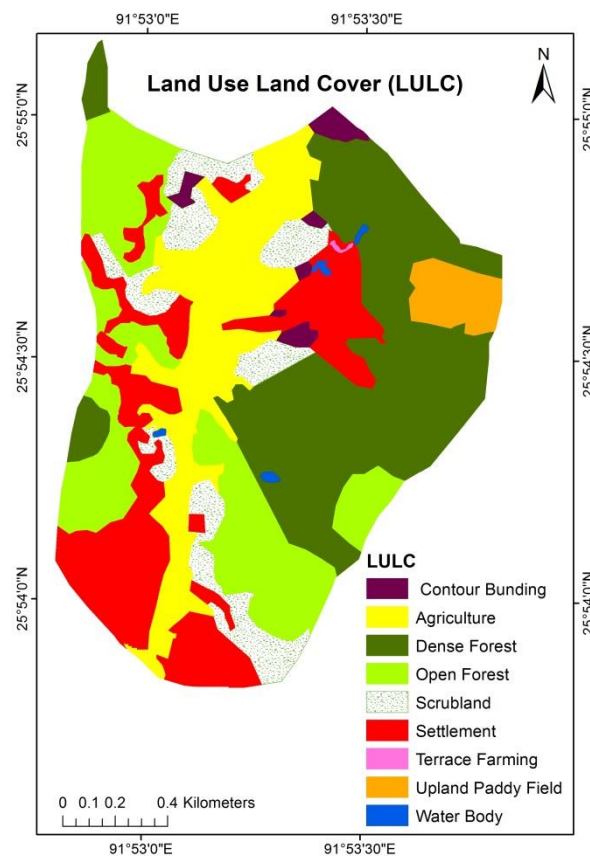 91°53'0"E 91°53'30"E
Land Use Land Cover (LULC)
N
25°55'0"N 25°55'0"N
25°54'30"N 25°54'30"N
25°54'0"N 25°54'0"N
LULC
Contour Bunding
Agriculture
Dense Forest
Open Forest
Scrubland
Settlement
Terrace Farming
Upland Paddy Field
Water Body
0 0.1 0.2 0.4 Kilometers
91°53'0"E 91°53'30"E